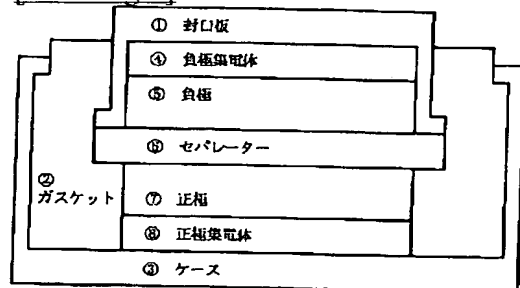 ① 封口板
④ 負極集電体
⑤ 負極
⑥ セパレーター
②
ガスケット
⑦ 正極
⑧ 正極集電体
③ ケース